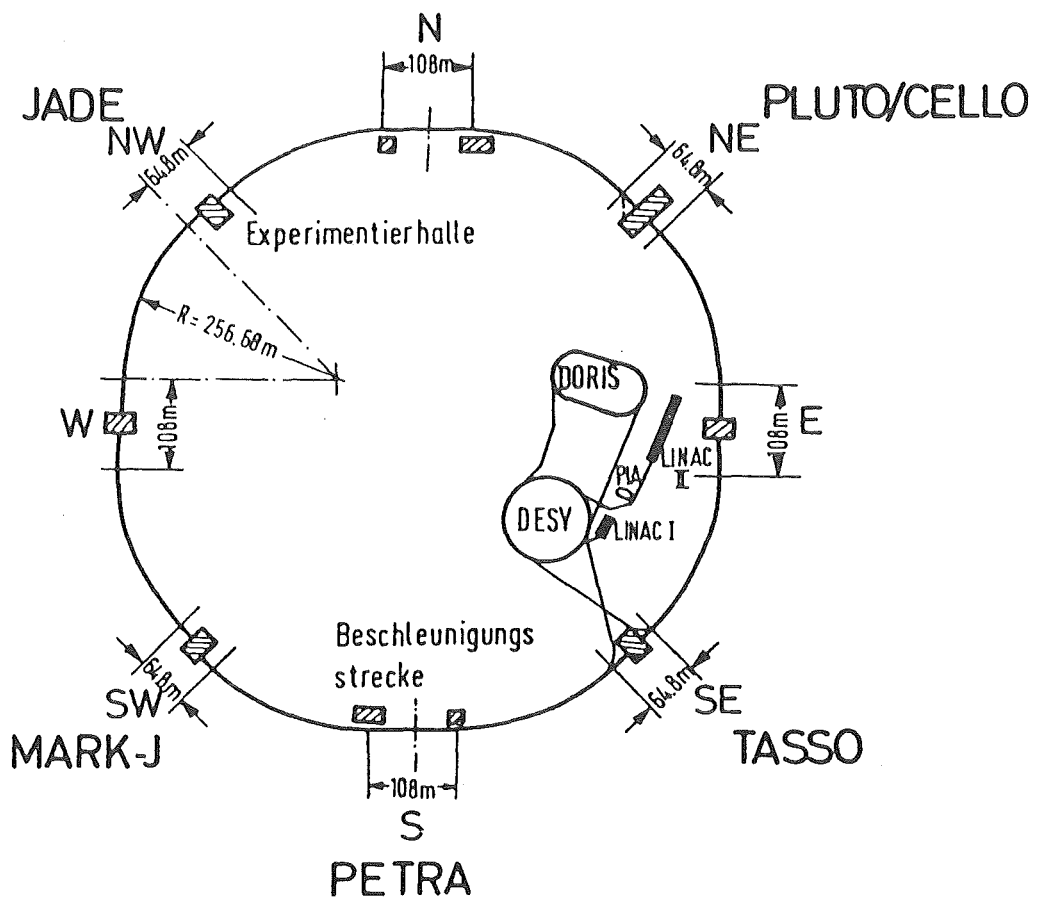 N
108m
JADE
PLUTO/CELLO
NW
NE
64.8m
64.8m
Experimentierhalle
R= 256.68m
DORIS
W
108m
108m
E
LINAC
II
PIA
DESY
LINAC I
Beschleunigungs
strecke
64.8m
64.8m
SW
SE
MARK-J
TASSO
108m
S
PETRA